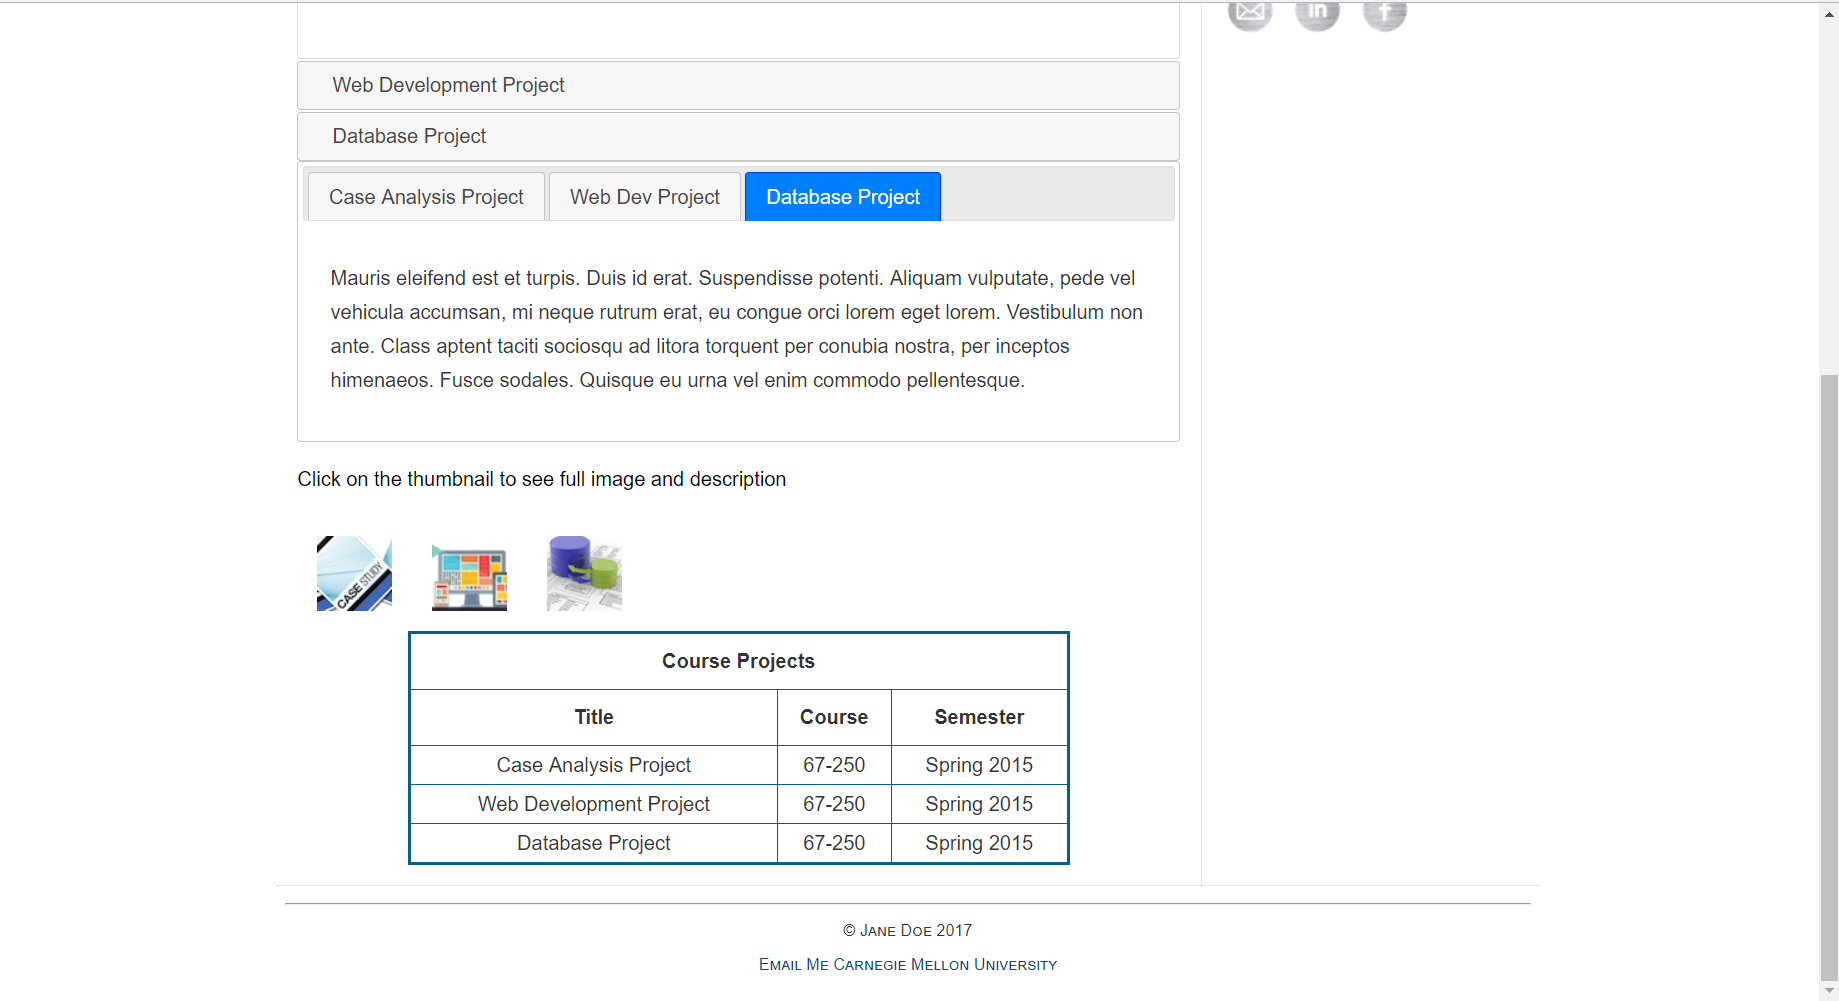 in f
Web Development Project
Database Project
Case Analysis Project Web Dev Project Database Project
Mauris eleifend est et turpis. Duis id erat. Suspendisse potenti. Aliquam vulputate, pede vel
vehicula accumsan, mi neque rutrum erat, eu congue orci lorem eget lorem. Vestibulum non
ante. Class aptent taciti sociosqu ad litora torquent per conubia nostra, per inceptos
himenaeos. Fusce sodales. Quisque eu urna vel enim commodo pellentesque.
Click on the thumbnail to see full image and description
CASE STUDY
Course Projects
Title Course Semester
Case Analysis Project 67-250 Spring 2015
Web Development Project 67-250 Spring 2015
Database Project 67-250 Spring 2015
© Jane Doe 2017
Email Me Carnegie Mellon University